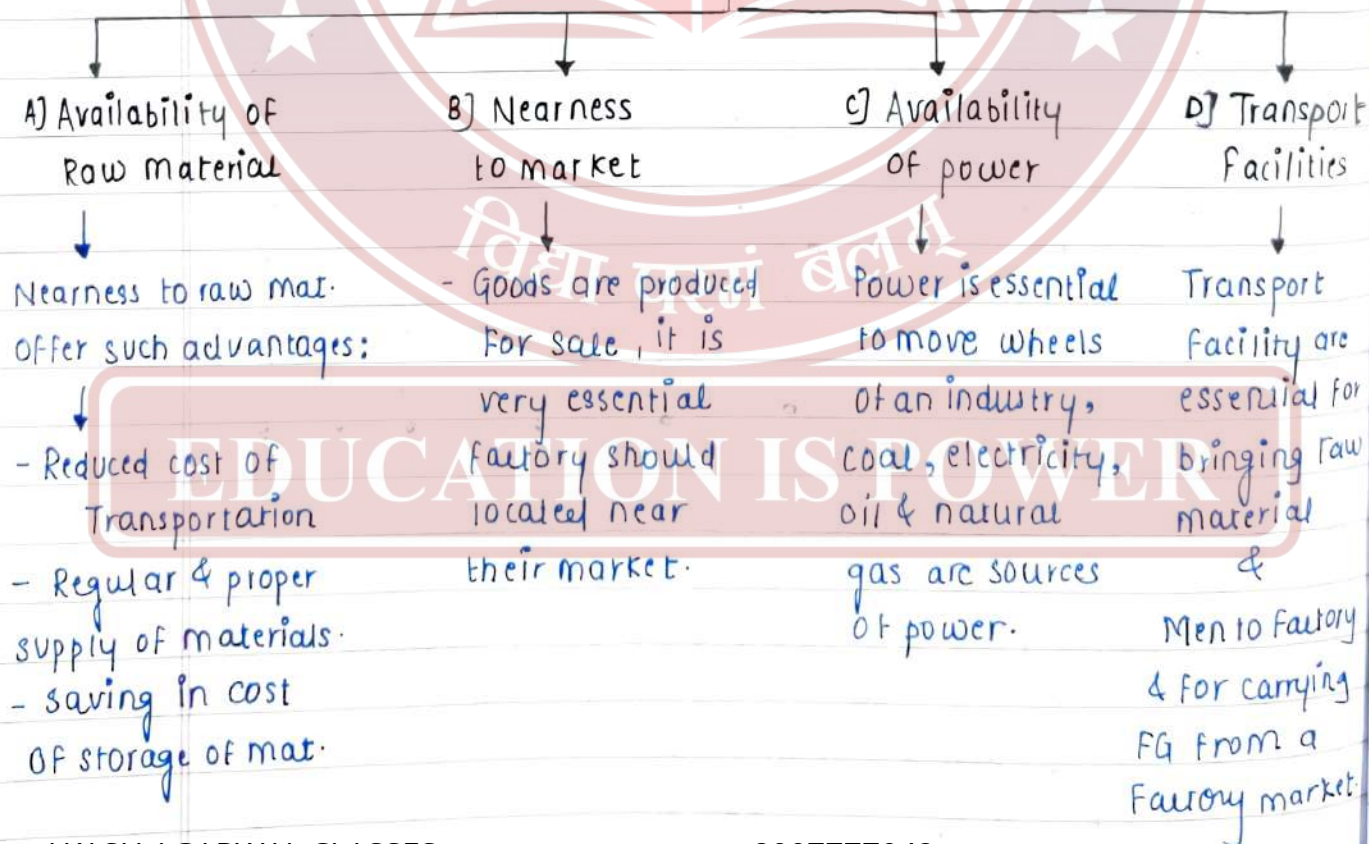 A] Availability of
Raw material
Nearness to raw mat.
offer such advantages:
- Reduced cost of
Transportation
- Regular & proper
supply of materials.
- saving in cost
of storage of mat.
B] Nearness
to market
- Goods are produced
for sale, it is
very essential
factory should
located near
their market.
C] Availability
of power
Power is essential
to move wheels
of an industry,
coal, electricity,
oil & natural
gas are sources
of power.
D] Transport
Facilities
Transport
facility are
essential for
bringing raw
material
&
Men to Factory
& for carrying
FG from a
Factory market.
विद्या परणं बलम्
EDUCATION IS POWER